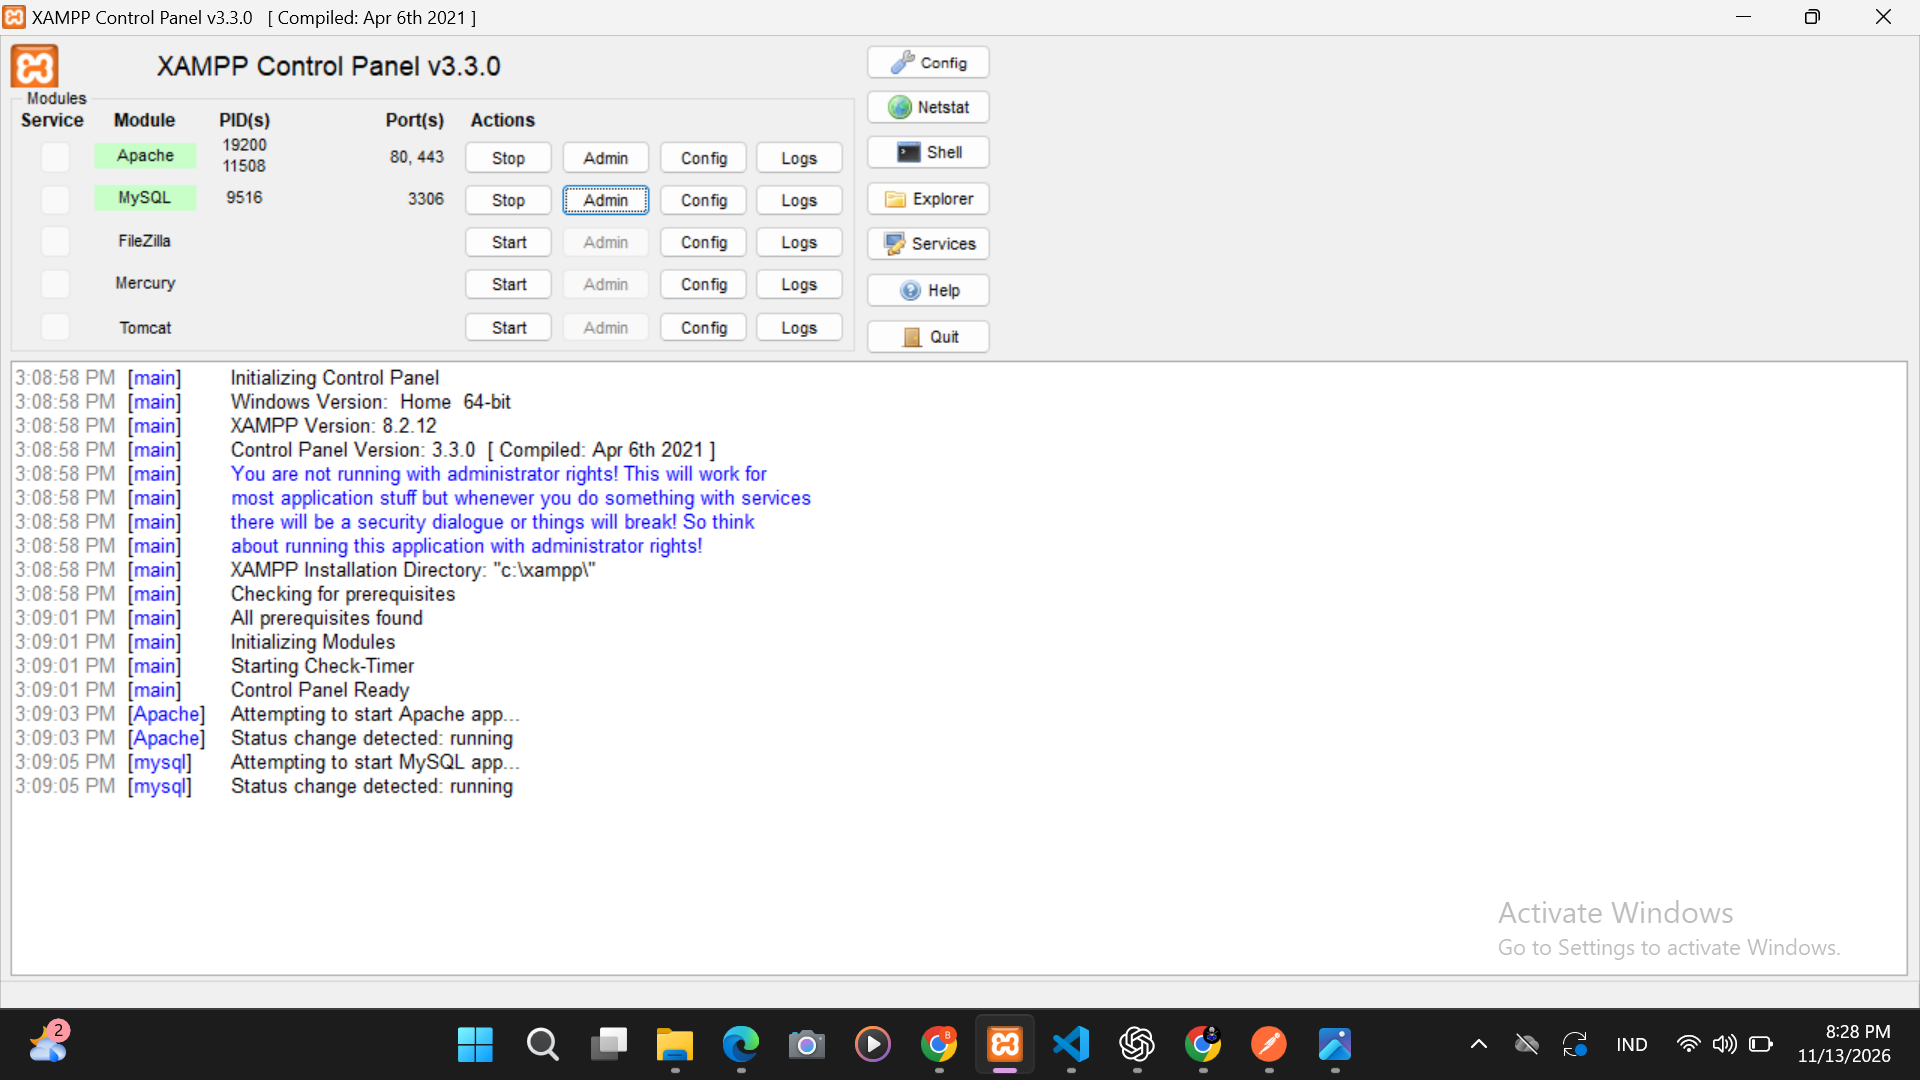 XAMPP Control Panel v3.3.0 [ Compiled: Apr 6th 2021 ]
XAMPP Control Panel v3.3.0
Config
Modules
Netstat
Service Module PID(s) Port(s) Actions
Apache 19200 11508 80, 443 Stop Admin Config Logs
Shell
MySQL 9516 3306 Stop Admin Config Logs
Explorer
FileZilla Start Admin Config Logs
Services
Mercury Start Admin Config Logs
Help
Tomcat Start Admin Config Logs
Quit
3:08:58 PM [main] Initializing Control Panel
3:08:58 PM [main] Windows Version: Home 64-bit
3:08:58 PM [main] XAMPP Version: 8.2.12
3:08:58 PM [main] Control Panel Version: 3.3.0 [ Compiled: Apr 6th 2021 ]
3:08:58 PM [main] You are not running with administrator rights! This will work for
3:08:58 PM [main] most application stuff but whenever you do something with services
3:08:58 PM [main] there will be a security dialogue or things will break! So think
3:08:58 PM [main] about running this application with administrator rights!
3:08:58 PM [main] XAMPP Installation Directory: "c:\xampp\"
3:08:58 PM [main] Checking for prerequisites
3:09:01 PM [main] All prerequisites found
3:09:01 PM [main] Initializing Modules
3:09:01 PM [main] Starting Check-Timer
3:09:01 PM [main] Control Panel Ready
3:09:03 PM [Apache] Attempting to start Apache app...
3:09:03 PM [Apache] Status change detected: running
3:09:05 PM [mysql] Attempting to start MySQL app...
3:09:05 PM [mysql] Status change detected: running
Activate Windows
Go to Settings to activate Windows.
2
B
IND
8:28 PM
11/13/2026